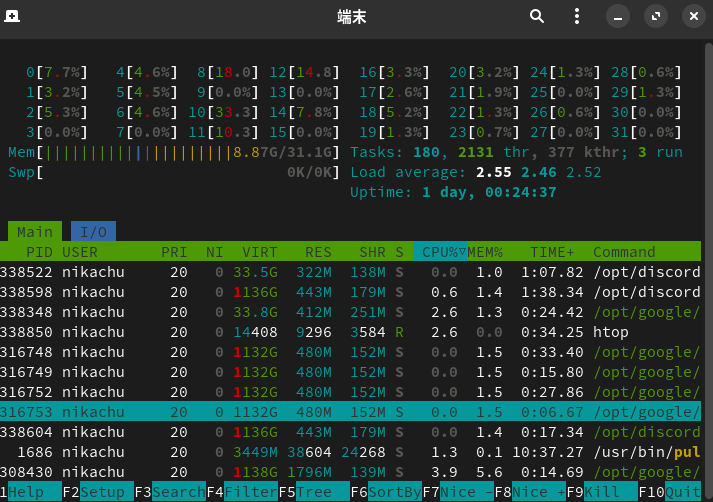 端末
0[7.7%] 4[4.6%] 8[18.0] 12[14.8] 16[3.3%] 20[3.2%] 24[1.3%] 28[0.6%]
1[3.2%] 5[4.5%] 9[0.0%] 13[0.0%] 17[2.6%] 21[1.9%] 25[0.0%] 29[1.3%]
2[5.3%] 6[4.6%] 10[33.3] 14[7.8%] 18[5.2%] 22[1.3%] 26[0.6%] 30[0.0%]
3[0.0%] 7[0.0%] 11[10.3] 15[0.0%] 19[1.3%] 23[0.7%] 27[0.0%] 31[0.0%]
Mem[|||||||||||||||||||||8.87G/31.1G] Tasks: 180, 2131 thr, 377 kthr; 3 run
Swp[ 0K/0K] Load average: 2.55 2.46 2.52
Uptime: 1 day, 00:24:37
Main I/O
PID USER PRI NI VIRT RES SHR S CPU%▽MEM% TIME+ Command
338522 nikachu 20 0 33.5G 322M 138M S 0.0 1.0 1:07.82 /opt/discord
338598 nikachu 20 0 1136G 443M 179M S 0.6 1.4 1:38.34 /opt/discord
338348 nikachu 20 0 33.8G 412M 251M S 2.6 1.3 0:24.42 /opt/google/
338850 nikachu 20 0 14408 9296 3584 R 2.6 0.0 0:34.25 htop
316748 nikachu 20 0 1132G 480M 152M S 0.0 1.5 0:33.40 /opt/google/
316749 nikachu 20 0 1132G 480M 152M S 0.0 1.5 0:15.80 /opt/google/
316752 nikachu 20 0 1132G 480M 152M S 0.0 1.5 0:27.86 /opt/google/
316753 nikachu 20 0 1132G 480M 152M S 0.0 1.5 0:06.67 /opt/google/
338604 nikachu 20 0 1136G 443M 179M S 0.0 1.4 0:17.34 /opt/discord
1686 nikachu 20 0 3449M 38604 24268 S 1.3 0.1 10:37.27 /usr/bin/pul
308430 nikachu 20 0 1138G 1796M 139M S 3.9 5.6 0:14.69 /opt/google/
1Help F2Setup F3SearchF4FilterF5Tree F6SortByF7Nice -F8Nice +F9Kill F10Quit